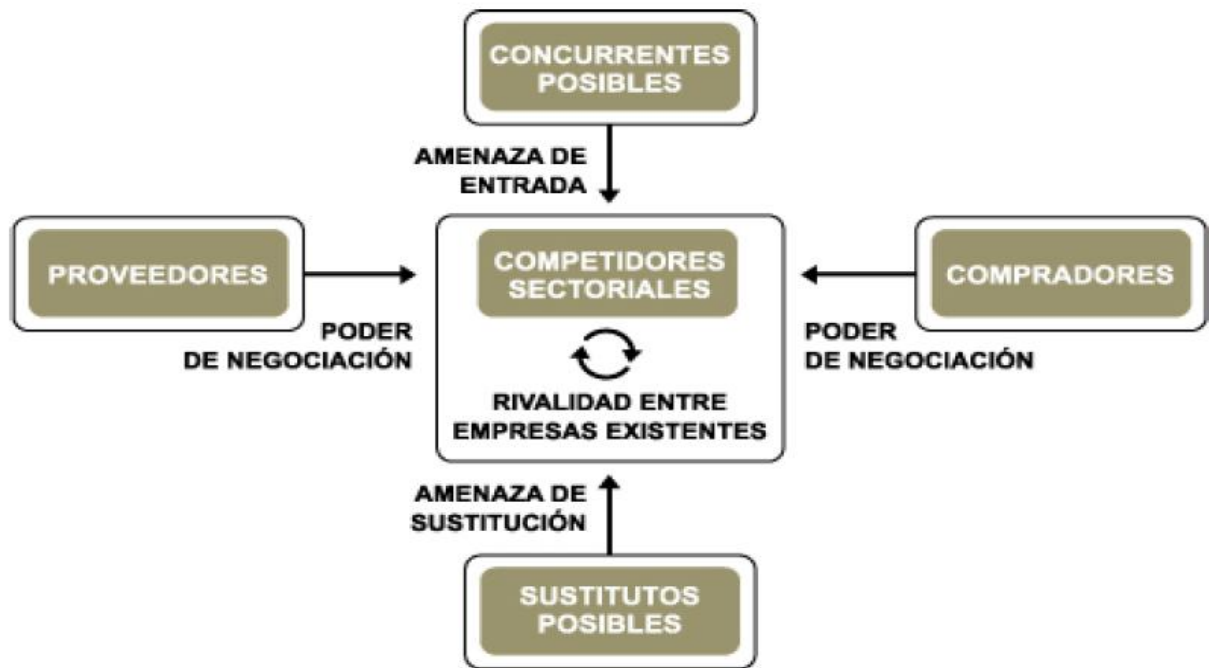 CONCURRENTES
POSIBLES
AMENAZA DE
ENTRADA
PROVEEDORES
PODER
DE NEGOCIACIÓN
COMPETIDORES
SECTORIALES
RIVALIDAD ENTRE
EMPRESAS EXISTENTES
COMPRADORES
PODER
DE NEGOCIACIÓN
AMENAZA DE
SUSTITUCIÓN
SUSTITUTOS
POSIBLES